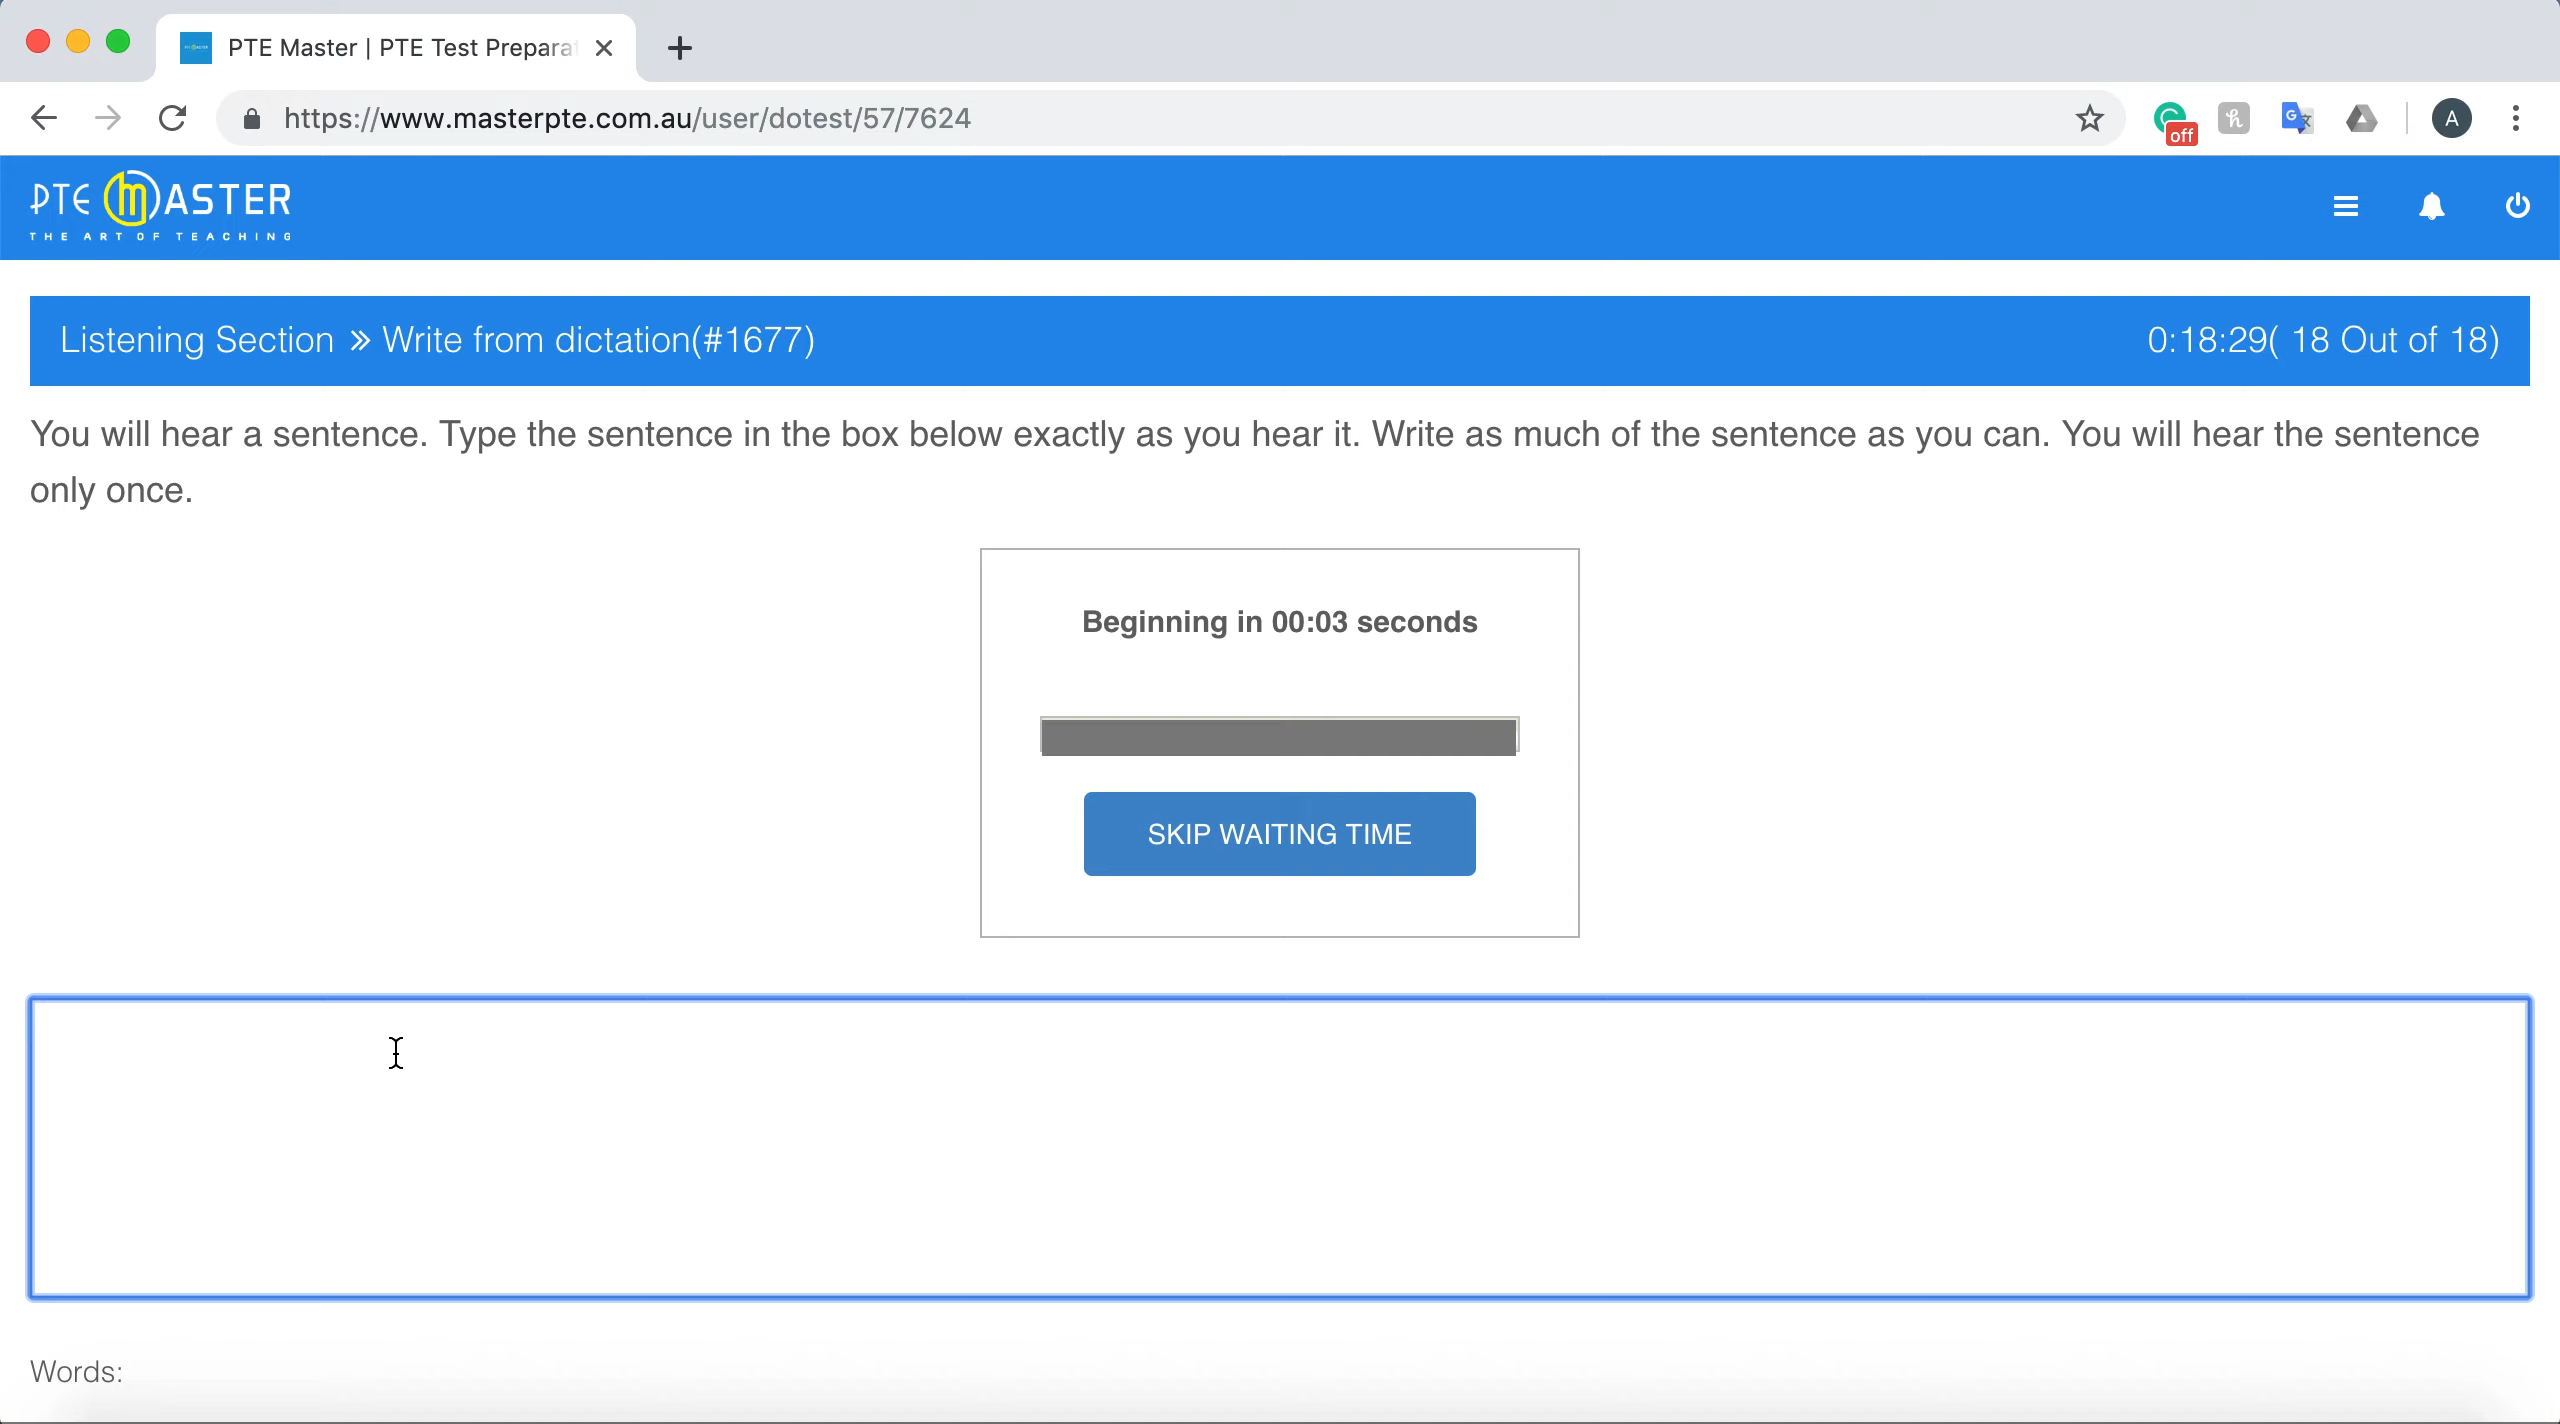 PTE Master | PTE Test Prepara
https://www.masterpte.com.au/user/dotest/57/7624
off
A
PTE MASTER
THE ART OF TEACHING
Listening Section » Write from dictation(#1677)
0:18:29( 18 Out of 18)
You will hear a sentence. Type the sentence in the box below exactly as you hear it. Write as much of the sentence as you can. You will hear the sentence
only once.
Beginning in 00:03 seconds
SKIP WAITING TIME
Words: